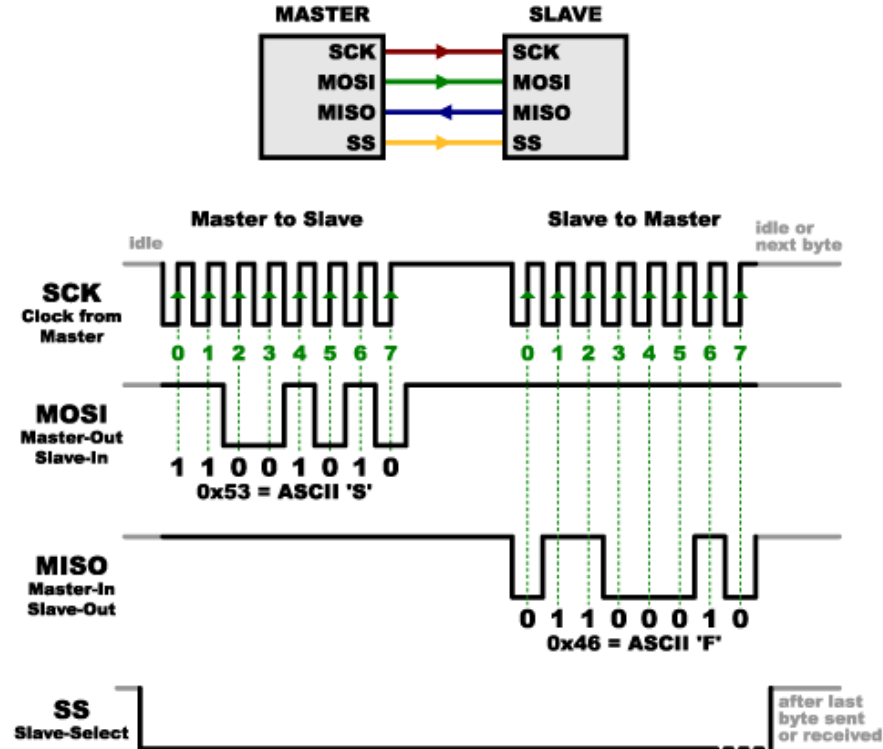 MASTER SLAVE
SCK SCK
MOSI MOSI
MISO MISO
SS SS
Master to Slave Slave to Master
idle
idle or
next byte
SCK
Clock from
Master
0 1 2 3 4 5 6 7 0 1 2 3 4 5 6 7
MOSI
Master-Out
Slave-In
1 1 0 0 1 0 1 0
0x53 = ASCII 'S'
MISO
Master-In
Slave-Out
0 1 1 0 0 0 1 0
0x46 = ASCII 'F'
SS
Slave-Select
after last
byte sent
or received